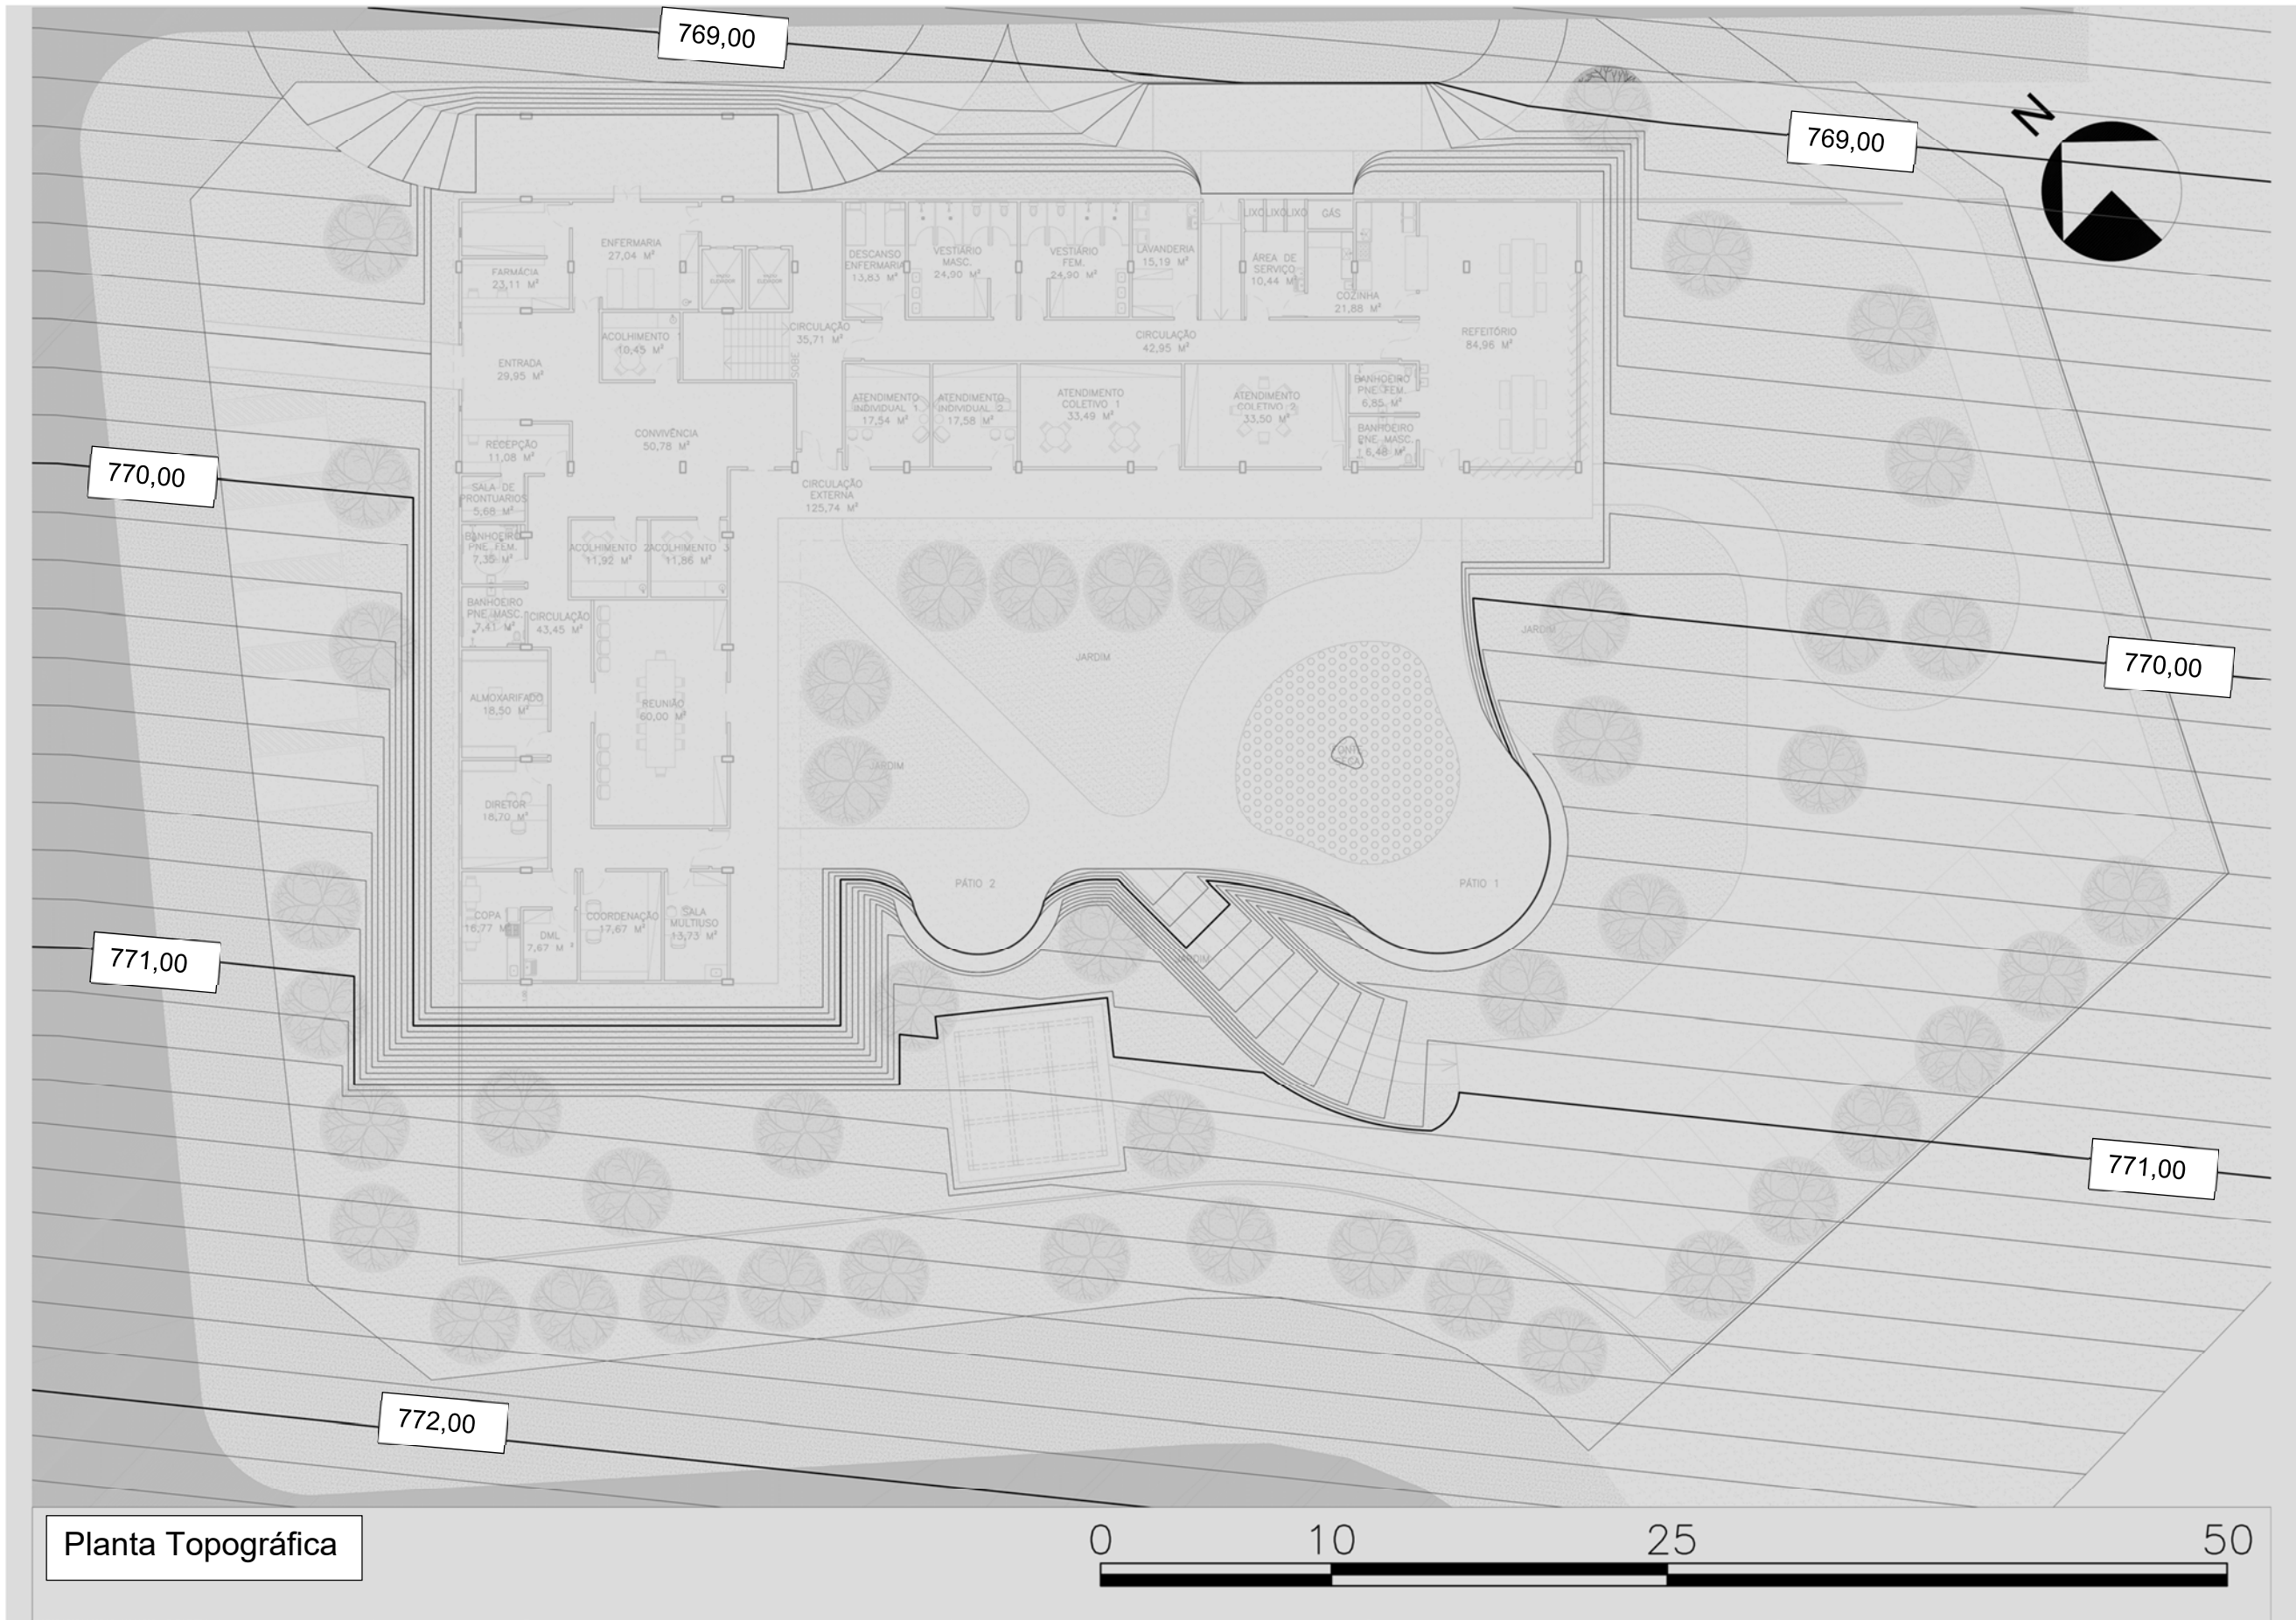 769,00
N
769,00
ENFERMARIA
27,04 M²
FARMÁCIA
23,11 M²
DESCANSO
ENFERMARIA
13,83 M²
VESTIÁRIO
MASC.
24,90 M²
VESTIÁRIO
FEM.
24,90 M²
LAVANDERIA
15,19 M²
LIXO LIXO LIXO
GÁS
ÁREA DE
SERVIÇO
10,44 M²
COZINHA
21,88 M²
REFEITÓRIO
84,96 M²
ACOLHIMENTO 1
10,45 M²
SOBE
CIRCULAÇÃO
35,71 M²
CIRCULAÇÃO
42,95 M²
ENTRADA
29,95 M²
ATENDIMENTO
INDIVIDUAL 1
17,54 M²
ATENDIMENTO
INDIVIDUAL 2
17,58 M²
ATENDIMENTO
COLETIVO 1
33,49 M²
ATENDIMENTO
COLETIVO 2
33,50 M²
BANHOEIRO
PNE FEM.
6,85 M²
BANHOEIRO
PNE MASC.
6,48 M²
RECEPÇÃO
11,08 M²
CONVIVÊNCIA
50,78 M²
770,00
SALA DE
PRONTUARIOS
5,68 M²
CIRCULAÇÃO
EXTERNA
125,74 M²
BANHOEIRO
PNE FEM.
7,35 M²
ACOLHIMENTO 2
11,92 M²
ACOLHIMENTO 3
11,86 M²
BANHOEIRO
PNE MASC.
7,41 M²
CIRCULAÇÃO
43,45 M²
JARDIM
JARDIM
770,00
ALMOXARIFADO
18,50 M²
REUNIÃO
60,00 M²
JARDIM
FONTE
SECA
DIRETOR
18,70 M²
PÁTIO 2
PÁTIO 1
COPA
16,77 M²
DML
7,67 M²
COORDENAÇÃO
17,67 M²
SALA
MULTIUSO
13,73 M²
JARDIM
771,00
771,00
772,00
Planta Topográfica
0 10 25 50